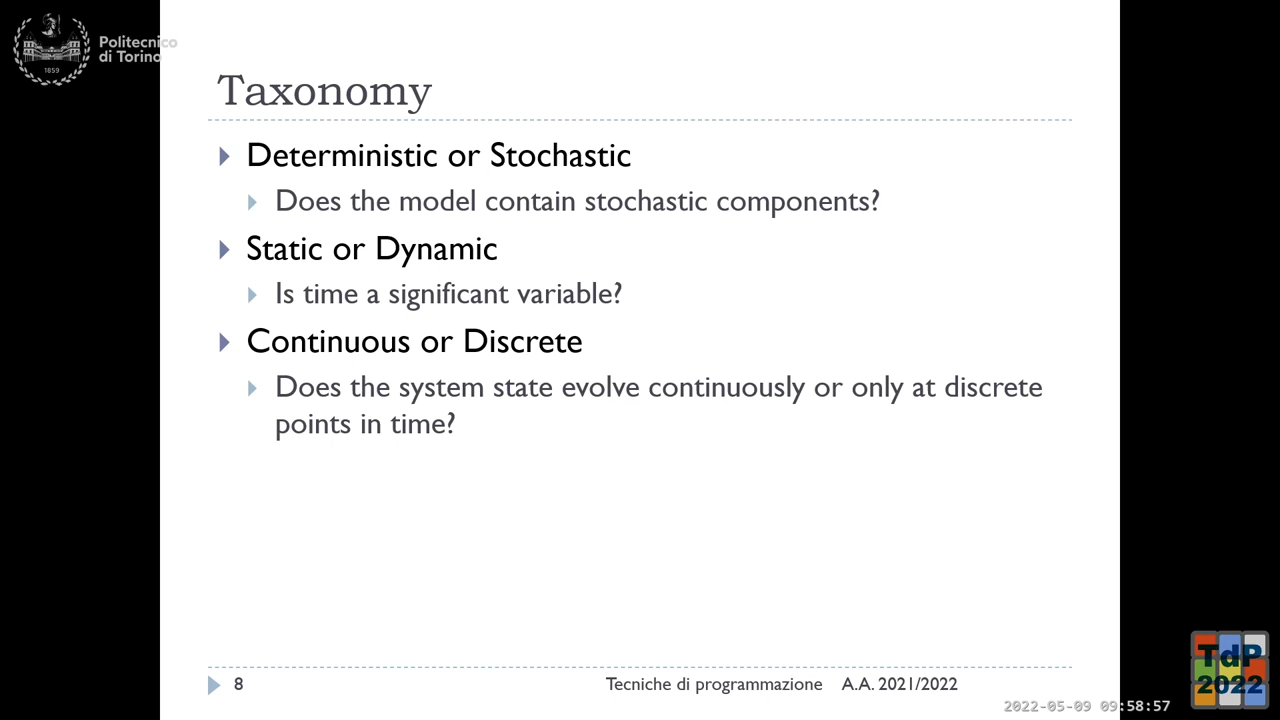 Politecnico
di Torino
1859
Taxonomy
Deterministic or Stochastic
Does the model contain stochastic components?
Static or Dynamic
Is time a significant variable?
Continuous or Discrete
Does the system state evolve continuously or only at discrete
points in time?
8
Tecniche di programmazione A.A. 2021/2022
2022-05-09 09:58:57
TdP
2022